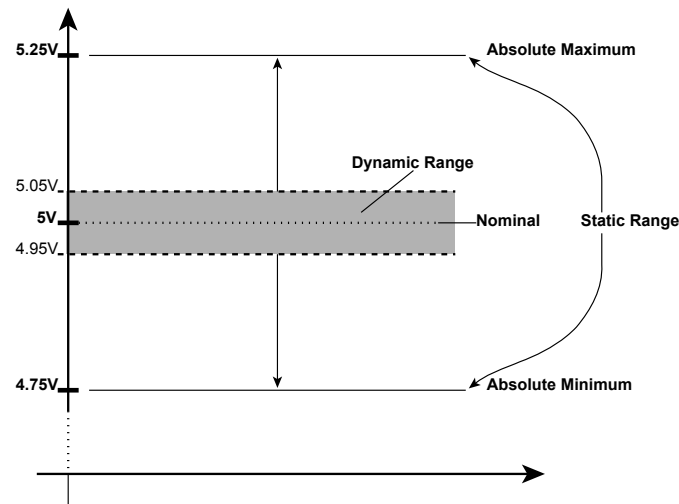 5.25V
Absolute Maximum
Dynamic Range
5.05V
5V
Nominal
Static Range
4.95V
4.75V
Absolute Minimum